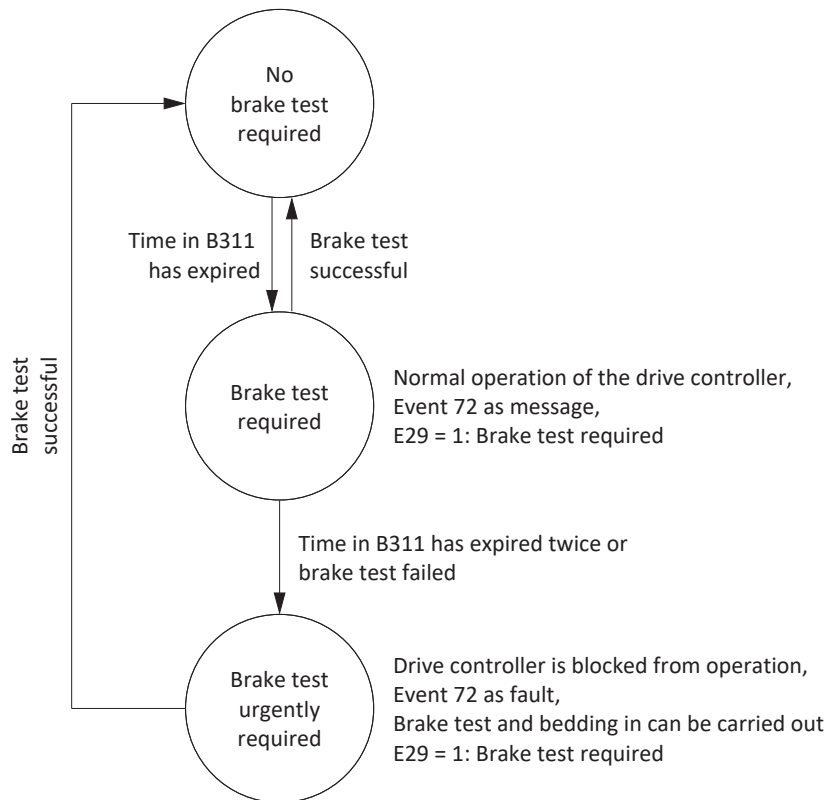 No
brake test
required
Time in B311
has expired
Brake test
successful
Brake test
successful
Brake test
required
Normal operation of the drive controller,
Event 72 as message,
E29 = 1: Brake test required
Time in B311 has expired twice or
brake test failed
Brake test
urgently
required
Drive controller is blocked from operation,
Event 72 as fault,
Brake test and bedding in can be carried out
E29 = 1: Brake test required